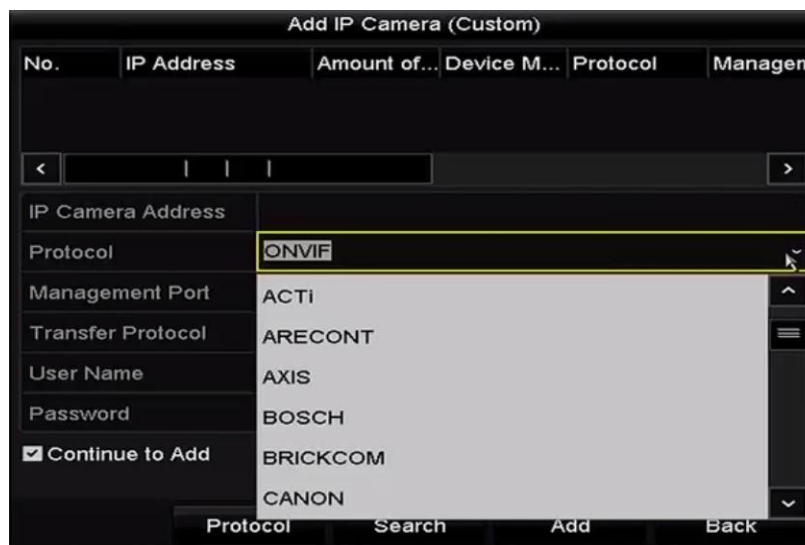 Add IP Camera (Custom)
No. IP Address Amount of... Device M... Protocol Managem
IP Camera Address
Protocol ONVIF
Management Port ACTi
Transfer Protocol ARECONT
User Name AXIS
Password BOSCH
Continue to Add BRICKCOM
CANON
Protocol Search Add Back